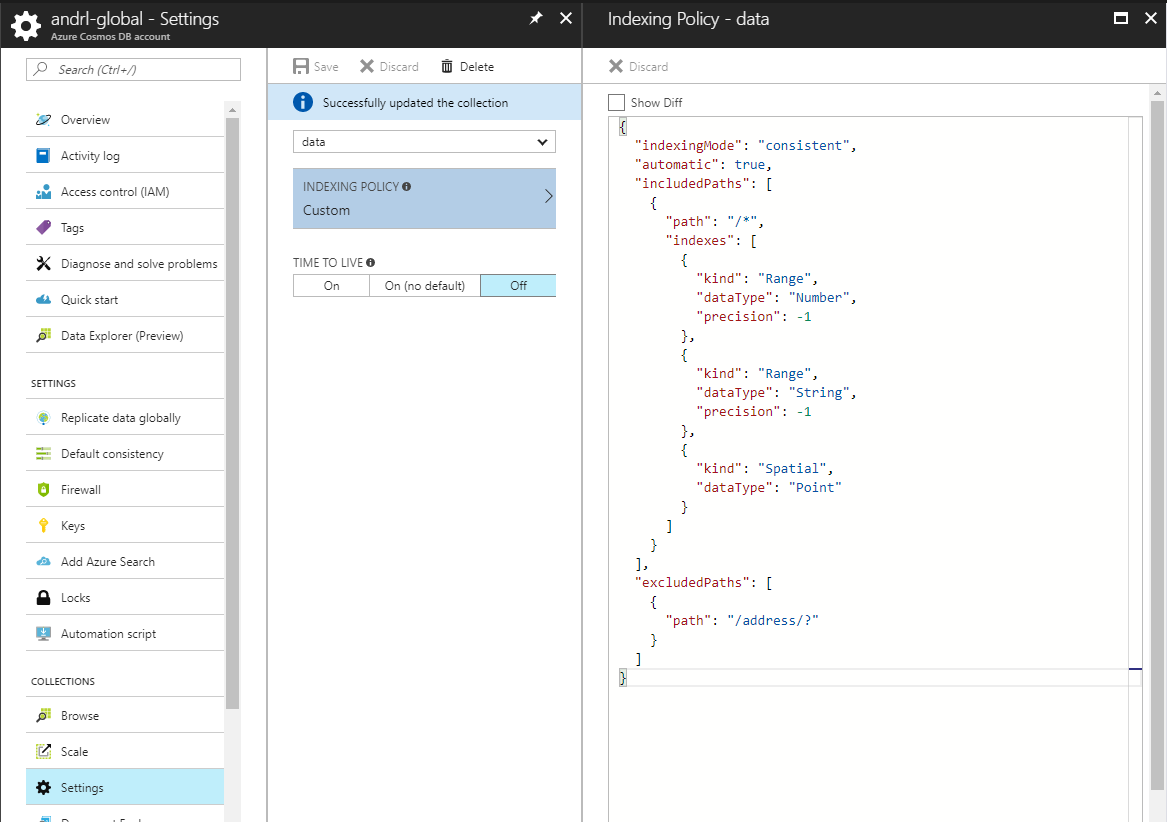 andrl-global - Settings
Azure Cosmos DB account
Search (Ctrl+/)
Overview
Activity log
Access control (IAM)
Tags
Diagnose and solve problems
Quick start
Data Explorer (Preview)
SETTINGS
Replicate data globally
Default consistency
Firewall
Keys
Add Azure Search
Locks
Automation script
COLLECTIONS
Browse
Scale
Settings
Save Discard Delete
Successfully updated the collection
data
INDEXING POLICY
Custom
TIME TO LIVE
On On (no default) Off
Indexing Policy - data
Discard
Show Diff
{
  "indexingMode": "consistent",
  "automatic": true,
  "includedPaths": [
    {
      "path": "/*",
      "indexes": [
        {
          "kind": "Range",
          "dataType": "Number",
          "precision": -1
        },
        {
          "kind": "Range",
          "dataType": "String",
          "precision": -1
        },
        {
          "kind": "Spatial",
          "dataType": "Point"
        }
      ]
    }
  ],
  "excludedPaths": [
    {
      "path": "/address/?"
    }
  ]
}